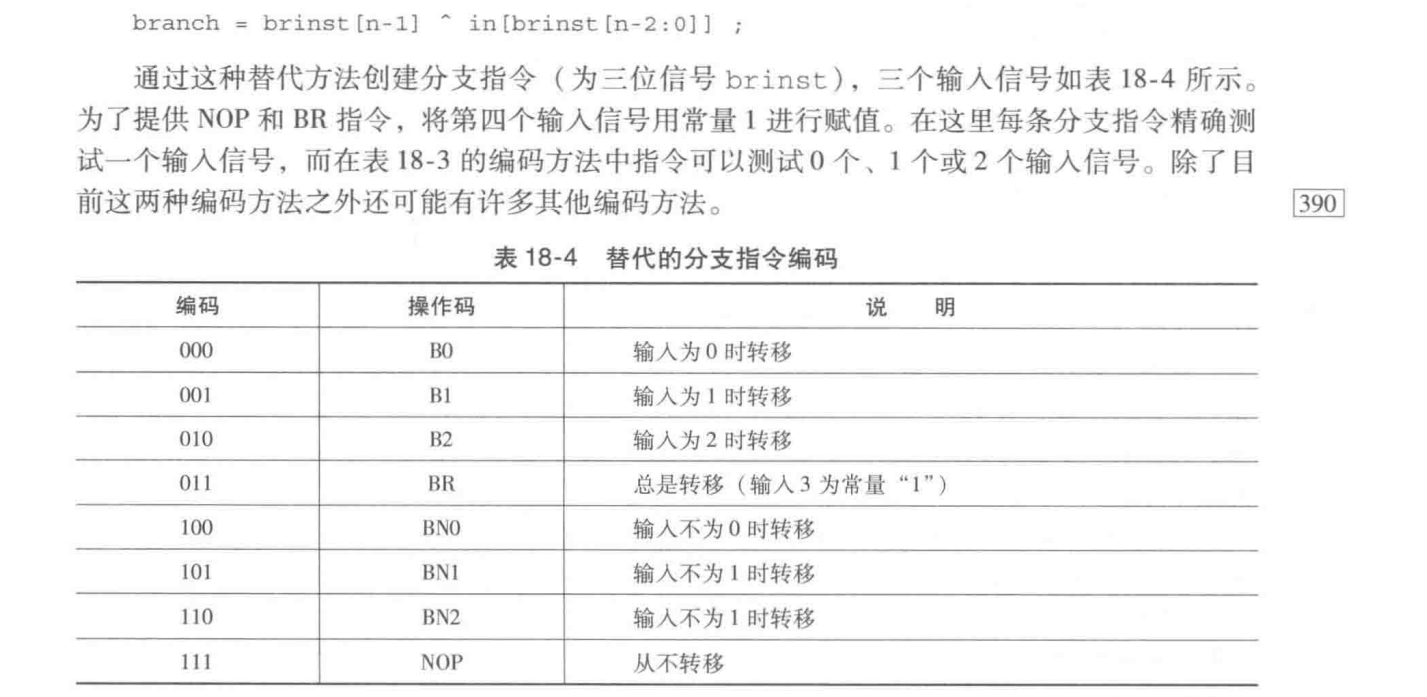 branch = brinst[n-1] ^ in[brinst[n-2:0]] ;
通过这种替代方法创建分支指令（为三位信号 brinst），三个输入信号如表 18-4 所示。
为了提供 NOP 和 BR 指令，将第四个输入信号用常量 1 进行赋值。在这里每条分支指令精确测
试一个输入信号，而在表 18-3 的编码方法中指令可以测试 0 个、1 个或 2 个输入信号。除了目
前这两种编码方法之外还可能有许多其他编码方法。
390
表 18-4 替代的分支指令编码
编码 操作码 说 明
000 B0 输入为 0 时转移
001 B1 输入为 1 时转移
010 B2 输入为 2 时转移
011 BR 总是转移（输入 3 为常量“1”）
100 BN0 输入不为 0 时转移
101 BN1 输入不为 1 时转移
110 BN2 输入不为 1 时转移
111 NOP 从不转移